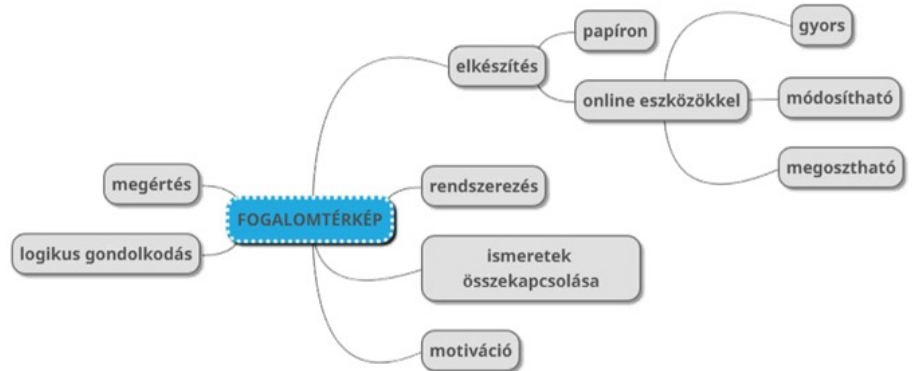 FOGALOMTÉRKÉP
elkészítés
papíron
online eszközökkel
gyors
módosítható
megosztható
rendszerezés
ismeretek
összekapcsolása
motiváció
megértés
logikus gondolkodás